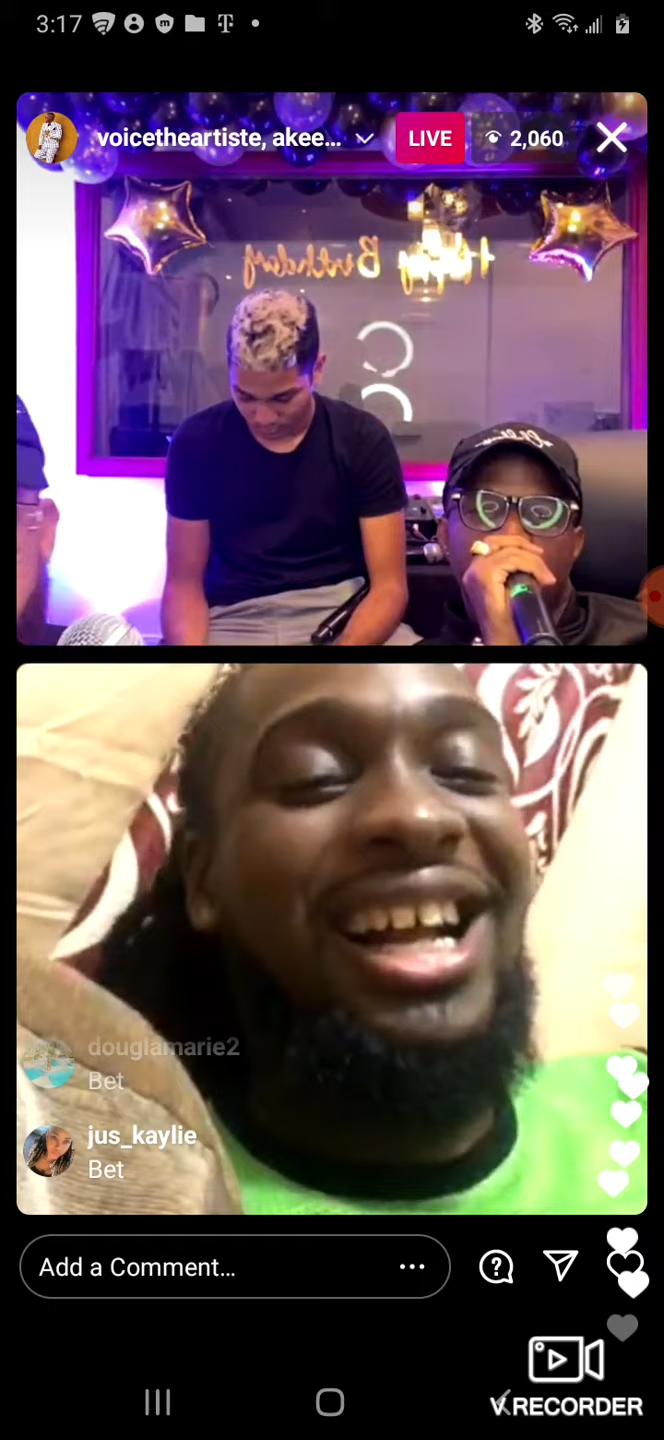 3:17
voicetheartiste, akee... LIVE 2,060
Happy Birthday
douglamarie2
Bet
jus_kaylie
Bet
Add a Comment...
V.RECORDER